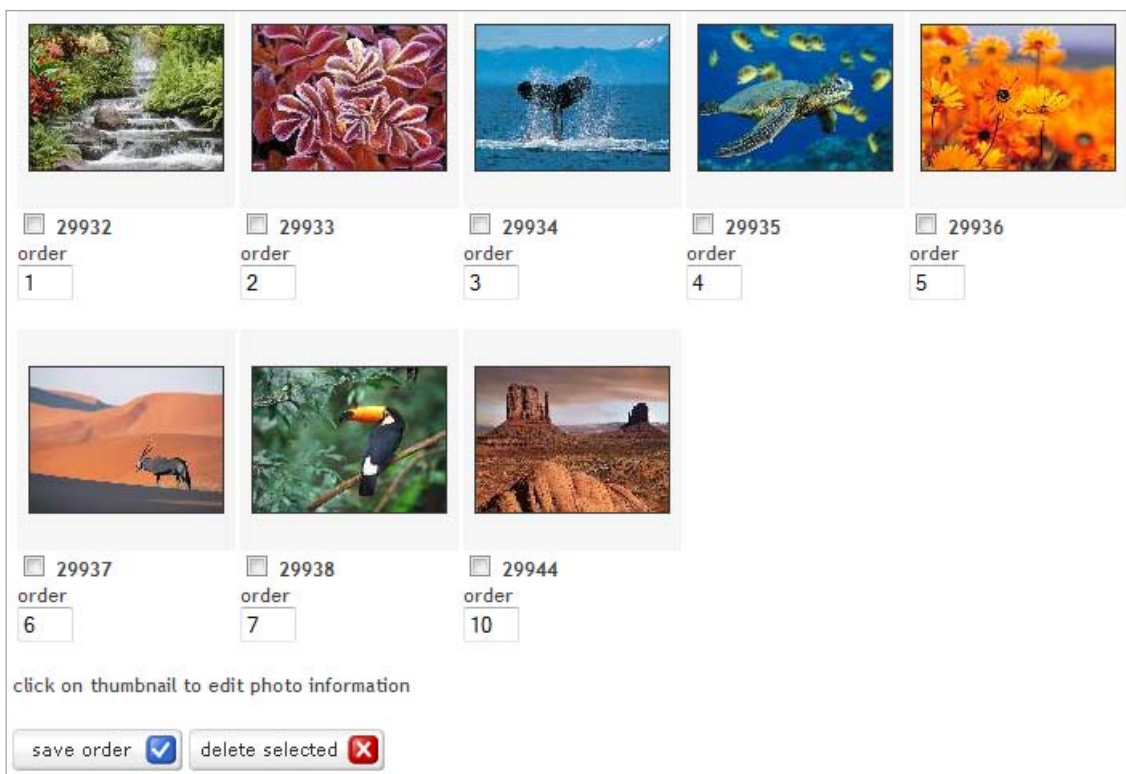 29932 29933 29934 29935 29936
order order order order order
1 2 3 4 5
29937 29938 29944
order order order
6 7 10
click on thumbnail to edit photo information
save order delete selected